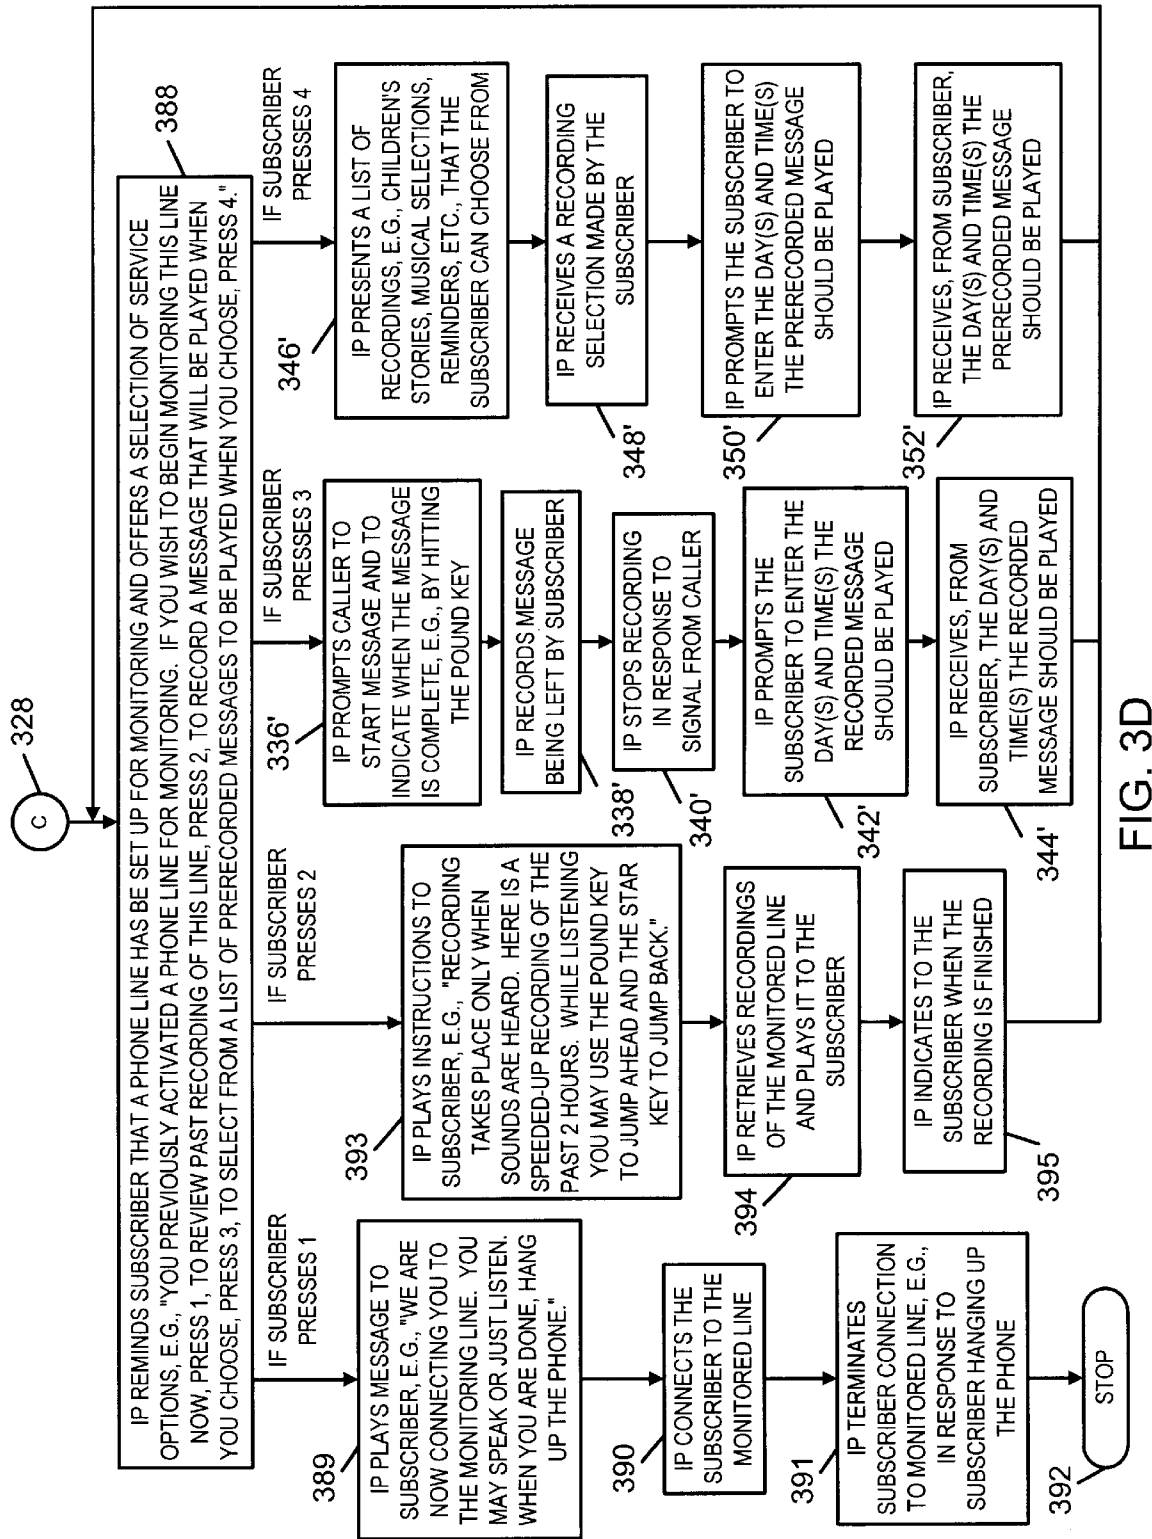 C
328
388
IP REMINDS SUBSCRIBER THAT A PHONE LINE HAS BE SET UP FOR MONITORING AND OFFERS A SELECTION OF SERVICE
OPTIONS, E.G., "YOU PREVIOUSLY ACTIVATED A PHONE LINE FOR MONITORING. IF YOU WISH TO BEGIN MONITORING THIS LINE
NOW, PRESS 1, TO REVIEW PAST RECORDING OF THIS LINE, PRESS 2, TO RECORD A MESSAGE THAT WILL BE PLAYED WHEN
YOU CHOOSE, PRESS 3, TO SELECT FROM A LIST OF PRERECORDED MESSAGES TO BE PLAYED WHEN YOU CHOOSE, PRESS 4."
IF SUBSCRIBER
PRESSES 1
389
IP PLAYS MESSAGE TO
SUBSCRIBER, E.G., "WE ARE
NOW CONNECTING YOU TO
THE MONITORING LINE. YOU
MAY SPEAK OR JUST LISTEN.
WHEN YOU ARE DONE, HANG
UP THE PHONE."
390
IP CONNECTS THE
SUBSCRIBER TO THE
MONITORED LINE
391
IP TERMINATES
SUBSCRIBER CONNECTION
TO MONITORED LINE, E.G.,
IN RESPONSE TO
SUBSCRIBER HANGING UP
THE PHONE
392
STOP
IF SUBSCRIBER
PRESSES 2
393
IP PLAYS INSTRUCTIONS TO
SUBSCRIBER, E.G., "RECORDING
TAKES PLACE ONLY WHEN
SOUNDS ARE HEARD. HERE IS A
SPEEDED-UP RECORDING OF THE
PAST 2 HOURS. WHILE LISTENING
YOU MAY USE THE POUND KEY
TO JUMP AHEAD AND THE STAR
KEY TO JUMP BACK."
394
IP RETRIEVES RECORDINGS
OF THE MONITORED LINE
AND PLAYS IT TO THE
SUBSCRIBER
395
IP INDICATES TO THE
SUBSCRIBER WHEN THE
RECORDING IS FINISHED
IF SUBSCRIBER
PRESSES 3
336'
IP PROMPTS CALLER TO
START MESSAGE AND TO
INDICATE WHEN THE MESSAGE
IS COMPLETE, E.G., BY HITTING
THE POUND KEY
338'
IP RECORDS MESSAGE
BEING LEFT BY SUBSCRIBER
340'
IP STOPS RECORDING
IN RESPONSE TO
SIGNAL FROM CALLER
342'
IP PROMPTS THE
SUBSCRIBER TO ENTER THE
DAY(S) AND TIME(S) THE
RECORDED MESSAGE
SHOULD BE PLAYED
344'
IP RECEIVES, FROM
SUBSCRIBER, THE DAY(S) AND
TIME(S) THE RECORDED
MESSAGE SHOULD BE PLAYED
IF SUBSCRIBER
PRESSES 4
346'
IP PRESENTS A LIST OF
RECORDINGS, E.G., CHILDREN'S
STORIES, MUSICAL SELECTIONS,
REMINDERS, ETC., THAT THE
SUBSCRIBER CAN CHOOSE FROM
348'
IP RECEIVES A RECORDING
SELECTION MADE BY THE
SUBSCRIBER
350'
IP PROMPTS THE SUBSCRIBER TO
ENTER THE DAY(S) AND TIME(S)
THE PRERECORDED MESSAGE
SHOULD BE PLAYED
352'
IP RECEIVES, FROM SUBSCRIBER,
THE DAY(S) AND TIME(S) THE
PRERECORDED MESSAGE
SHOULD BE PLAYED
FIG. 3D